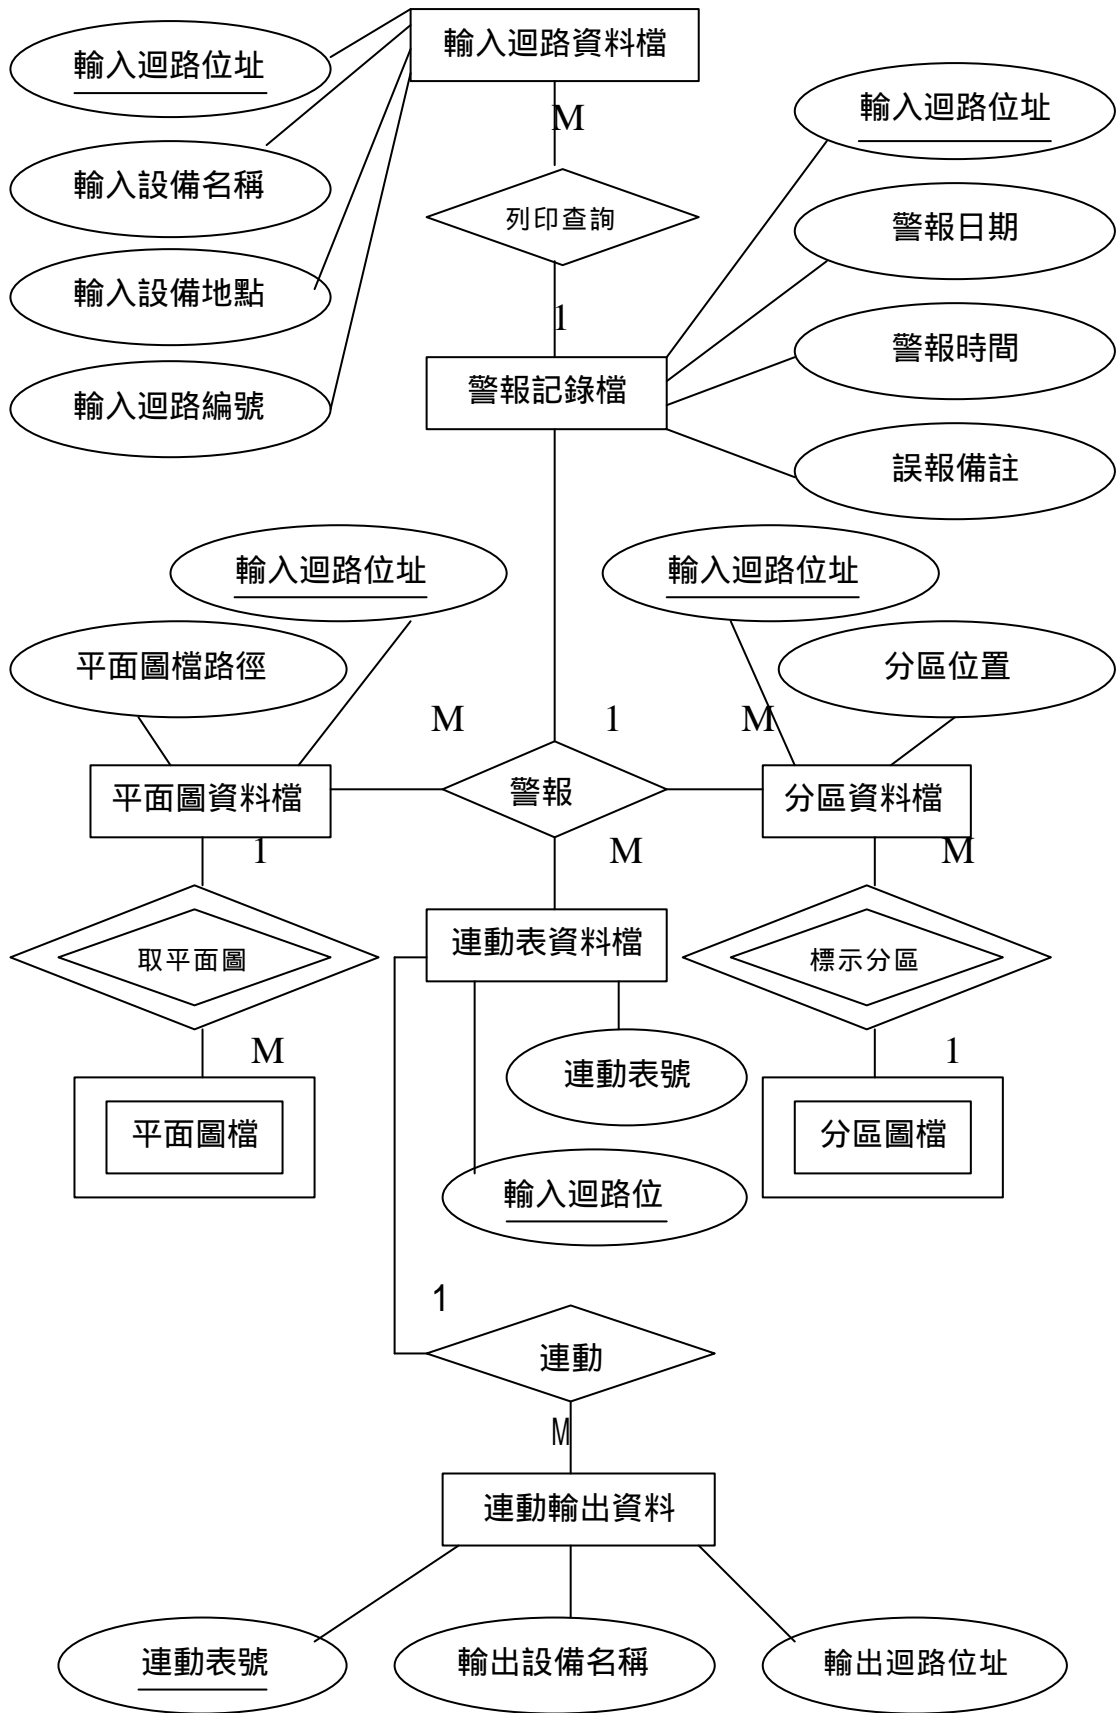 輸入迴路資料檔
輸入迴路位址
M
輸入迴路位址
輸入設備名稱
列印查詢
警報日期
輸入設備地點
1
警報時間
輸入迴路編號
警報記錄檔
誤報備註
輸入迴路位址
輸入迴路位址
平面圖檔路徑
分區位置
M
1
M
平面圖資料檔
警報
分區資料檔
1
M
M
取平面圖
連動表資料檔
標示分區
M
1
連動表號
平面圖檔
分區圖檔
輸入迴路位
1
連動
M
連動輸出資料
連動表號
輸出設備名稱
輸出迴路位址